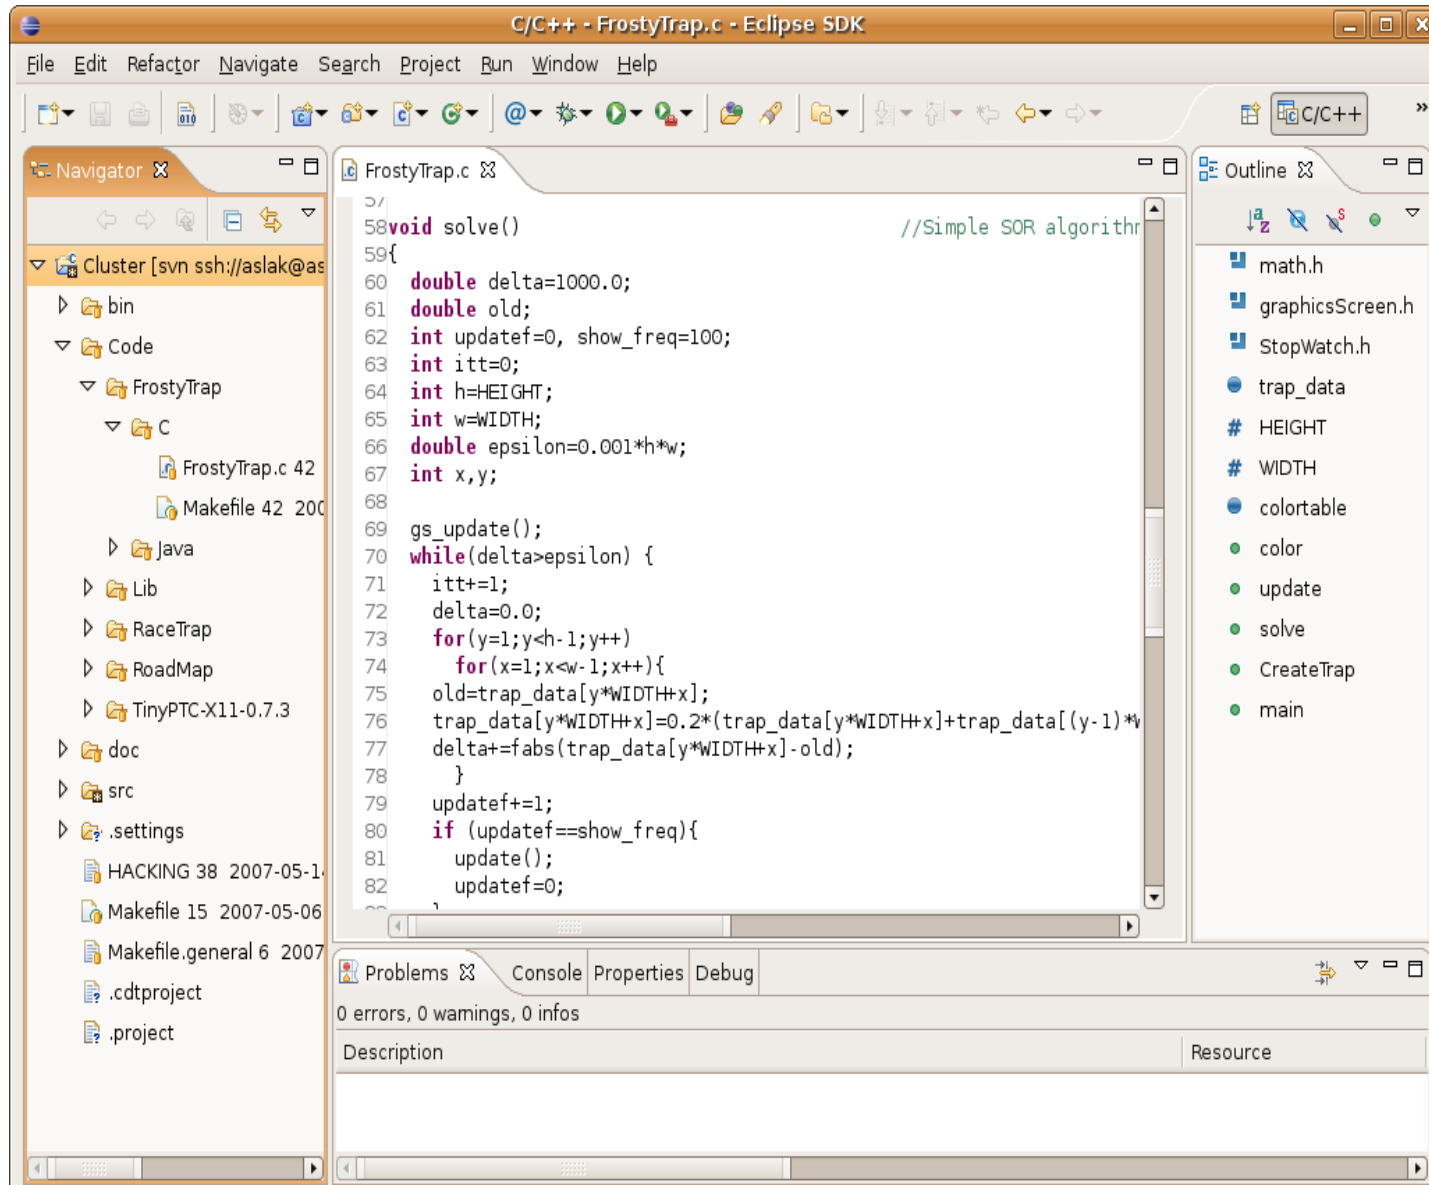 C/C++ - FrostyTrap.c - Eclipse SDK
File Edit Refactor Navigate Search Project Run Window Help
C/C++ »
Navigator
Cluster [svn ssh://aslak@as
bin
Code
FrostyTrap
C
FrostyTrap.c 42
Makefile 42 200
Java
Lib
RaceTrap
RoadMap
TinyPTC-X11-0.7.3
doc
src
.settings
HACKING 38 2007-05-14
Makefile 15 2007-05-06
Makefile.general 6 2007
.cdtproject
.project
FrostyTrap.c
57
58 void solve() //Simple SOR algorithm
59 {
60 double delta=1000.0;
61 double old;
62 int updatef=0, show_freq=100;
63 int itt=0;
64 int h=HEIGHT;
65 int w=WIDTH;
66 double epsilon=0.001*h*w;
67 int x,y;
68
69 gs_update();
70 while(delta>epsilon) {
71 itt+=1;
72 delta=0.0;
73 for(y=1;y<h-1;y++)
74 for(x=1;x<w-1;x++){
75 old=trap_data[y*WIDTH+x];
76 trap_data[y*WIDTH+x]=0.2*(trap_data[y*WIDTH+x]+trap_data[(y-1)*W
77 delta+=fabs(trap_data[y*WIDTH+x]-old);
78 }
79 updatef+=1;
80 if (updatef==show_freq){
81 update();
82 updatef=0;
Outline
math.h
graphicsScreen.h
StopWatch.h
trap_data
HEIGHT
WIDTH
colortable
color
update
solve
CreateTrap
main
Problems Console Properties Debug
0 errors, 0 warnings, 0 infos
Description Resource